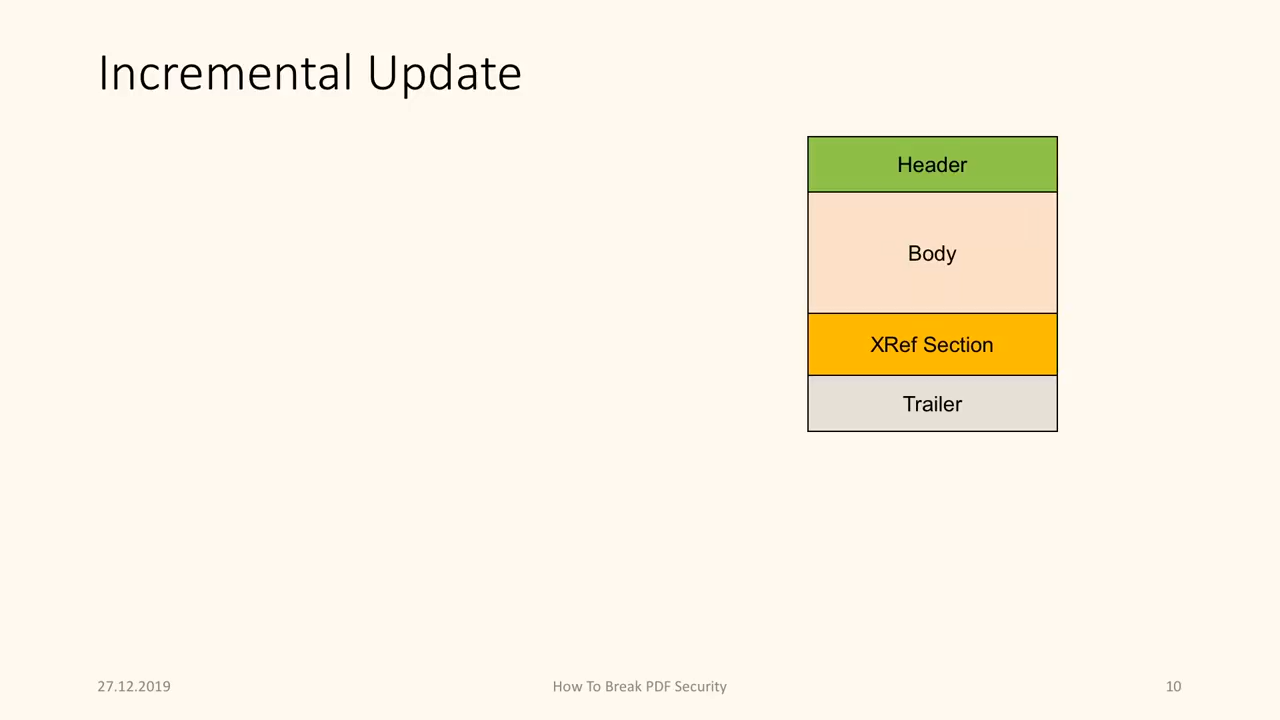 Incremental Update
Header
Body
XRef Section
Trailer
27.12.2019
How To Break PDF Security
10